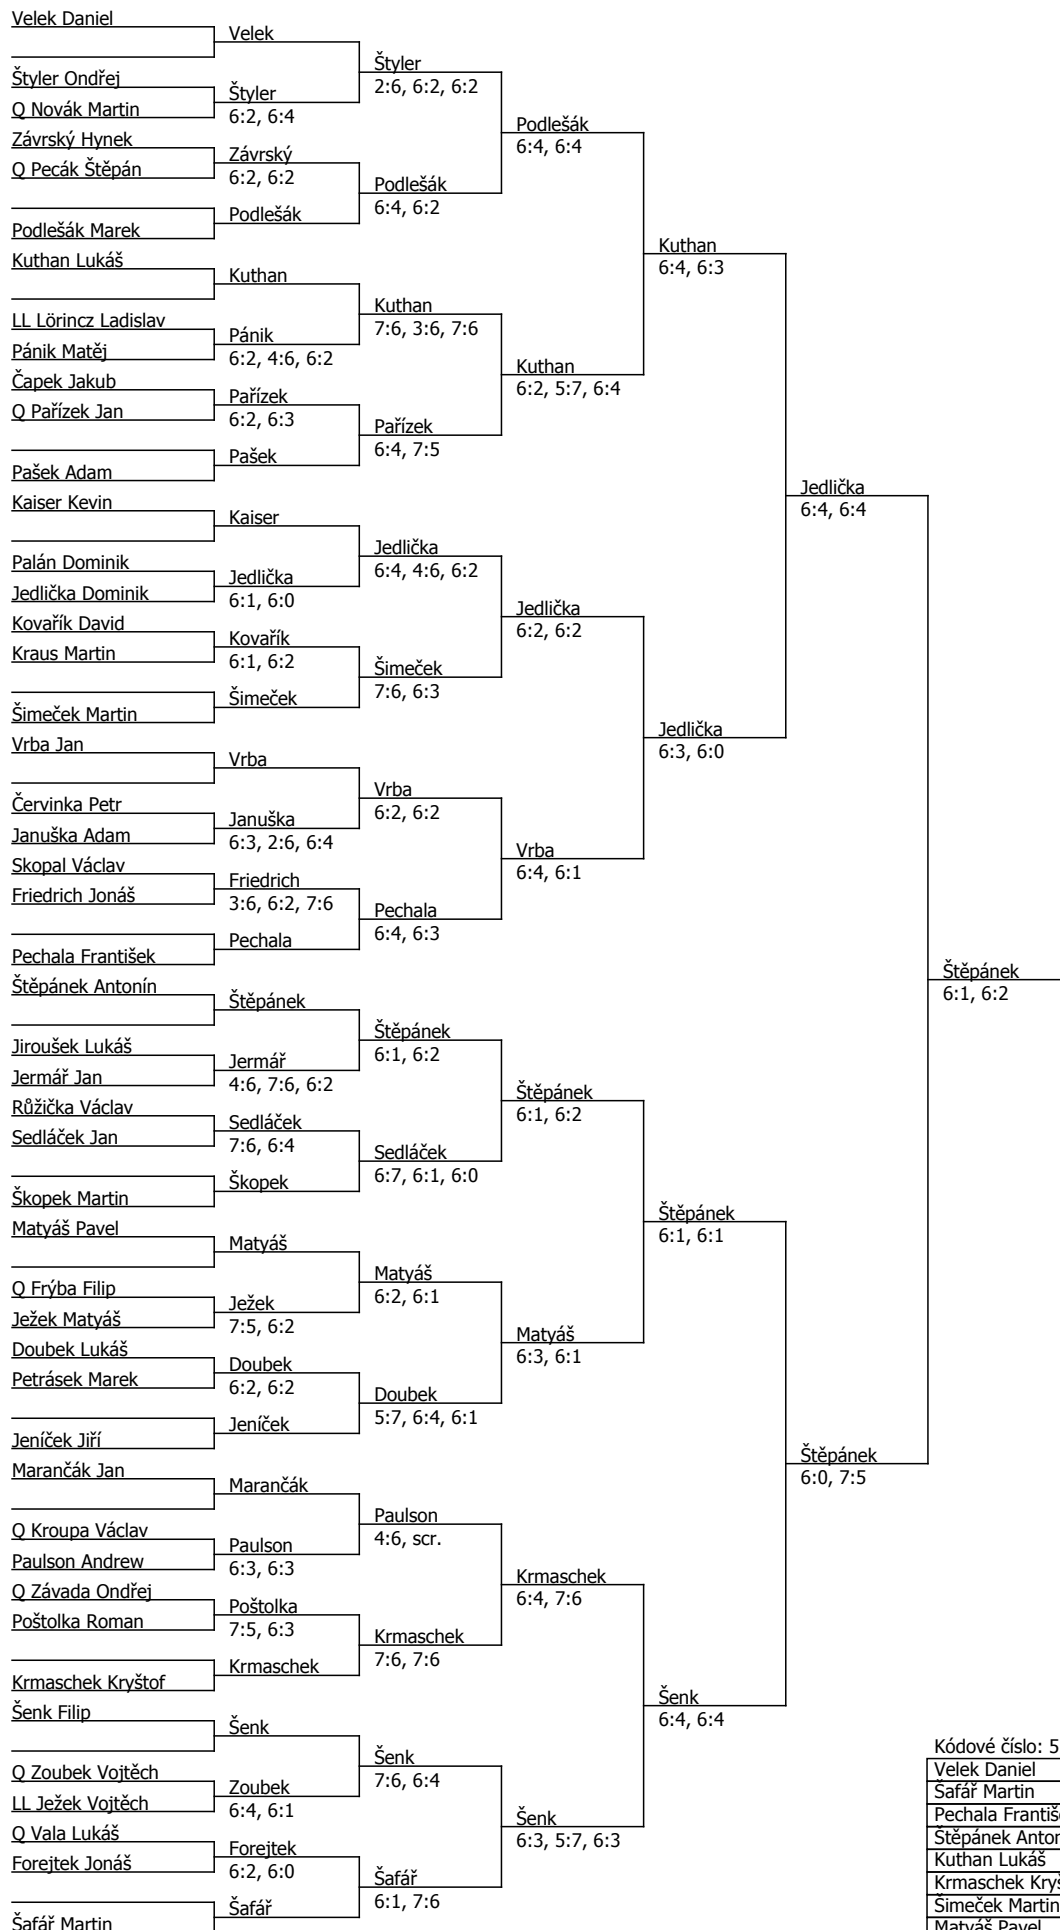 Velek Daniel
Štyler Ondřej
Q Novák Martin
Závrský Hynek
Q Pecák Štěpán
Podlešák Marek
Kuthan Lukáš
LL Lörincz Ladislav
Pánik Matěj
Čapek Jakub
Q Pařízek Jan
Pašek Adam
Kaiser Kevin
Palán Dominik
Jedlička Dominik
Kovařík David
Kraus Martin
Šimeček Martin
Vrba Jan
Červinka Petr
Januška Adam
Skopal Václav
Friedrich Jonáš
Pechala František
Štěpánek Antonín
Jiroušek Lukáš
Jermář Jan
Růžička Václav
Sedláček Jan
Škopek Martin
Matyáš Pavel
Q Frýba Filip
Ježek Matyáš
Doubek Lukáš
Petrásek Marek
Jeníček Jiří
Marančák Jan
Q Kroupa Václav
Paulson Andrew
Q Závada Ondřej
Poštolka Roman
Krmaschek Kryštof
Šenk Filip
Q Zoubek Vojtěch
LL Ježek Vojtěch
Q Vala Lukáš
Forejtek Jonáš
Šafář Martin
Velek
Štyler
6:2, 6:4
Závrský
6:2, 6:2
Podlešák
Kuthan
Pánik
6:2, 4:6, 6:2
Pařízek
6:2, 6:3
Pašek
Kaiser
Jedlička
6:1, 6:0
Kovařík
6:1, 6:2
Šimeček
Vrba
Januška
6:3, 2:6, 6:4
Friedrich
3:6, 6:2, 7:6
Pechala
Štěpánek
Jermář
4:6, 7:6, 6:2
Sedláček
7:6, 6:4
Škopek
Matyáš
Ježek
7:5, 6:2
Doubek
6:2, 6:2
Jeníček
Marančák
Paulson
6:3, 6:3
Poštolka
7:5, 6:3
Krmaschek
Šenk
Zoubek
6:4, 6:1
Forejtek
6:2, 6:0
Šafář
Štyler
2:6, 6:2, 6:2
Podlešák
6:4, 6:2
Kuthan
7:6, 3:6, 7:6
Pařízek
6:4, 7:5
Jedlička
6:4, 4:6, 6:2
Šimeček
7:6, 6:3
Vrba
6:2, 6:2
Pechala
6:4, 6:3
Štěpánek
6:1, 6:2
Sedláček
6:7, 6:1, 6:0
Matyáš
6:2, 6:1
Doubek
5:7, 6:4, 6:1
Paulson
4:6, scr.
Krmaschek
7:6, 7:6
Šenk
7:6, 6:4
Šafář
6:1, 7:6
Podlešák
6:4, 6:4
Kuthan
6:2, 5:7, 6:4
Jedlička
6:2, 6:2
Vrba
6:4, 6:1
Štěpánek
6:1, 6:2
Matyáš
6:3, 6:1
Krmaschek
6:4, 7:6
Šenk
6:3, 5:7, 6:3
Kuthan
6:4, 6:3
Jedlička
6:3, 6:0
Štěpánek
6:1, 6:1
Šenk
6:4, 6:4
Jedlička
6:4, 6:4
Štěpánek
6:0, 7:5
Štěpánek
6:1, 6:2
Kódové číslo: 5
Velek Daniel
Šafář Martin
Pechala Františ
Štěpánek Anton
Kuthan Lukáš
Krmaschek Kryš
Šimeček Martin
Matyáš Pavel